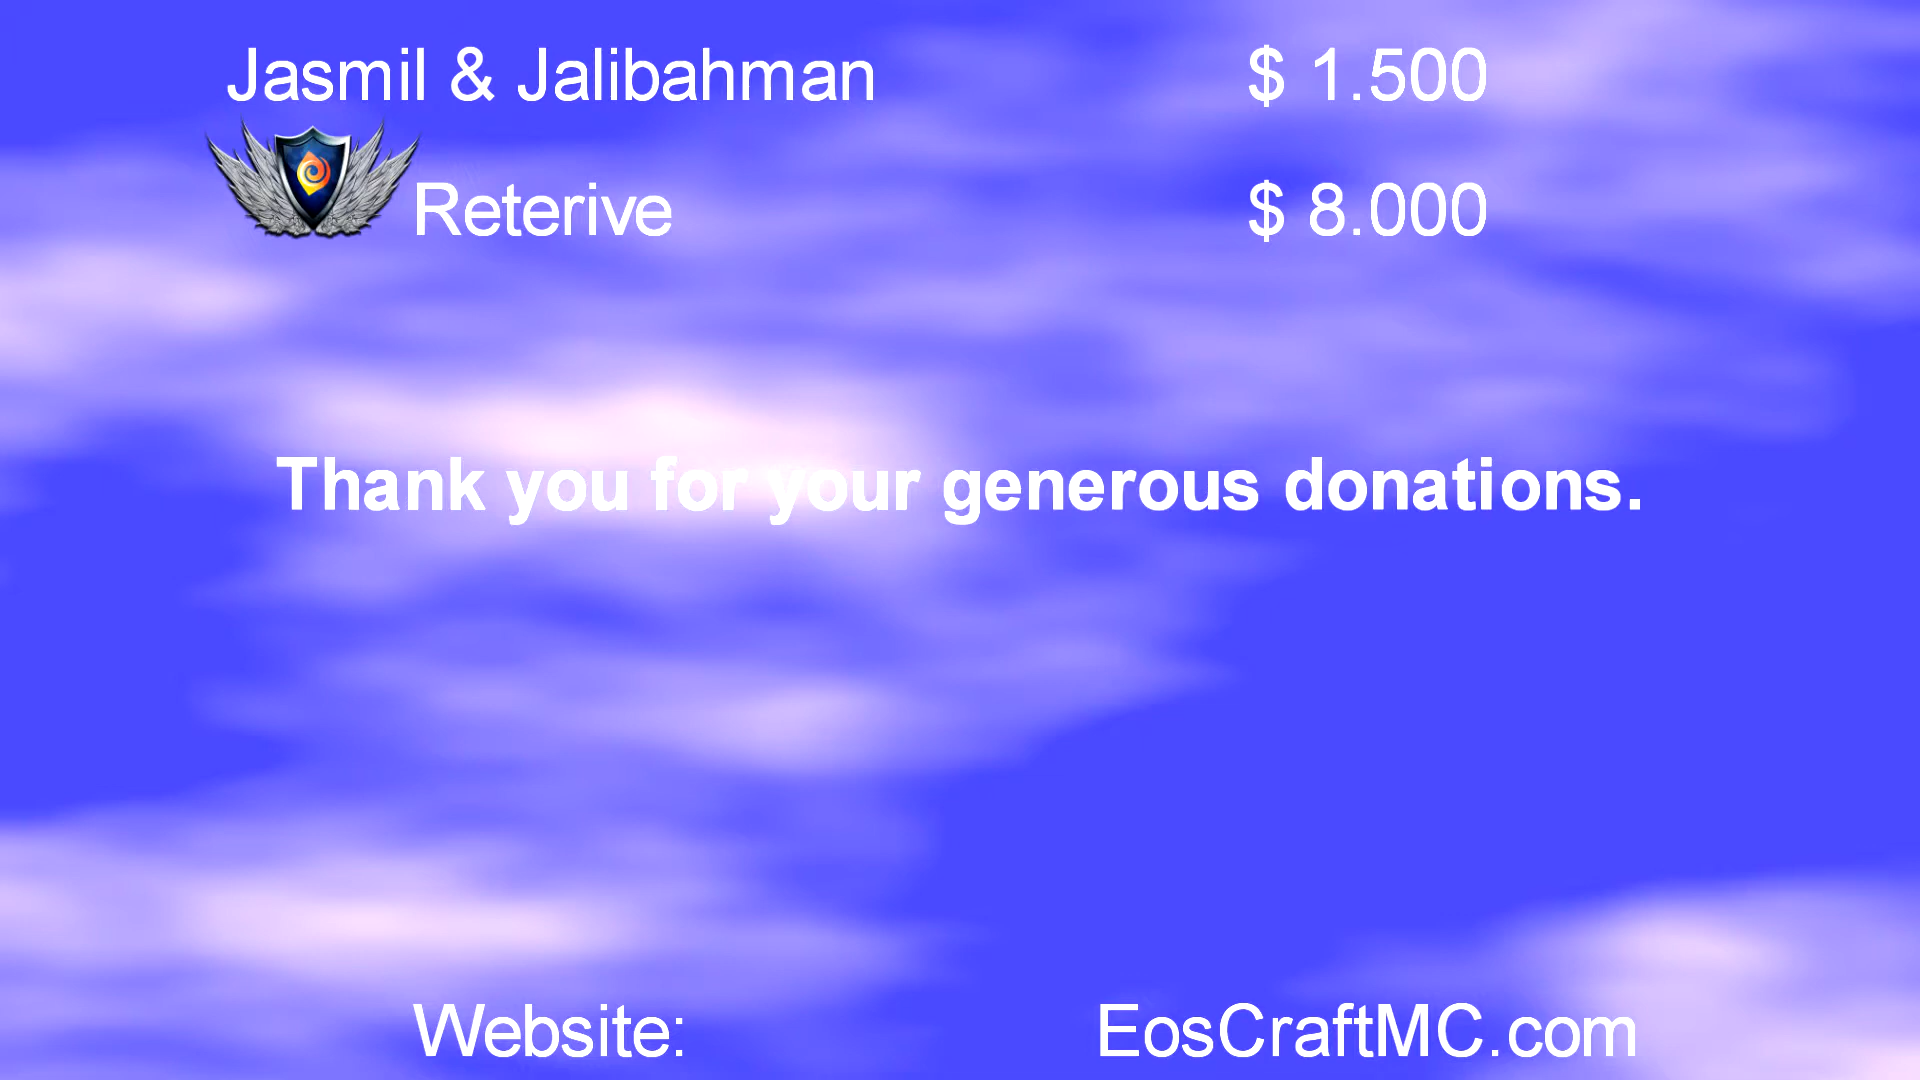 Jasmil & Jalibahman $ 1.500
Reterive $ 8.000
Thank you for your generous donations.
Website: EosCraftMC.com